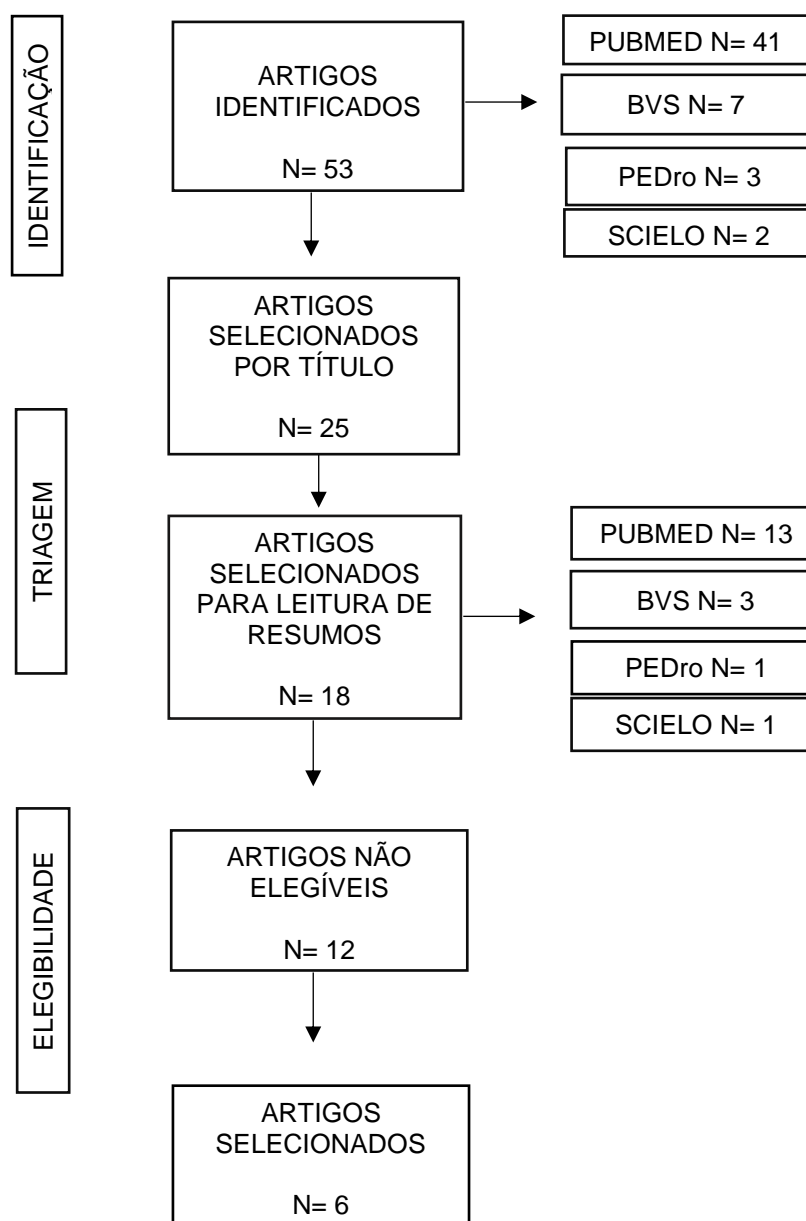 IDENTIFICAÇÃO
ARTIGOS
IDENTIFICADOS
N= 53
PUBMED N= 41
BVS N= 7
PEDro N= 3
SCIELO N= 2
ARTIGOS
SELECIONADOS
POR TÍTULO
N= 25
TRIAGEM
ARTIGOS
SELECIONADOS
PARA LEITURA DE
RESUMOS
N= 18
PUBMED N= 13
BVS N= 3
PEDro N= 1
SCIELO N= 1
ELEGIBILIDADE
ARTIGOS NÃO
ELEGÍVEIS
N= 12
ARTIGOS
SELECIONADOS
N= 6